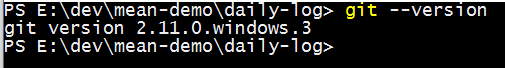 PS E:\dev\mean-demo\daily-log> git --version
git version 2.11.0.windows.3
PS E:\dev\mean-demo\daily-log>